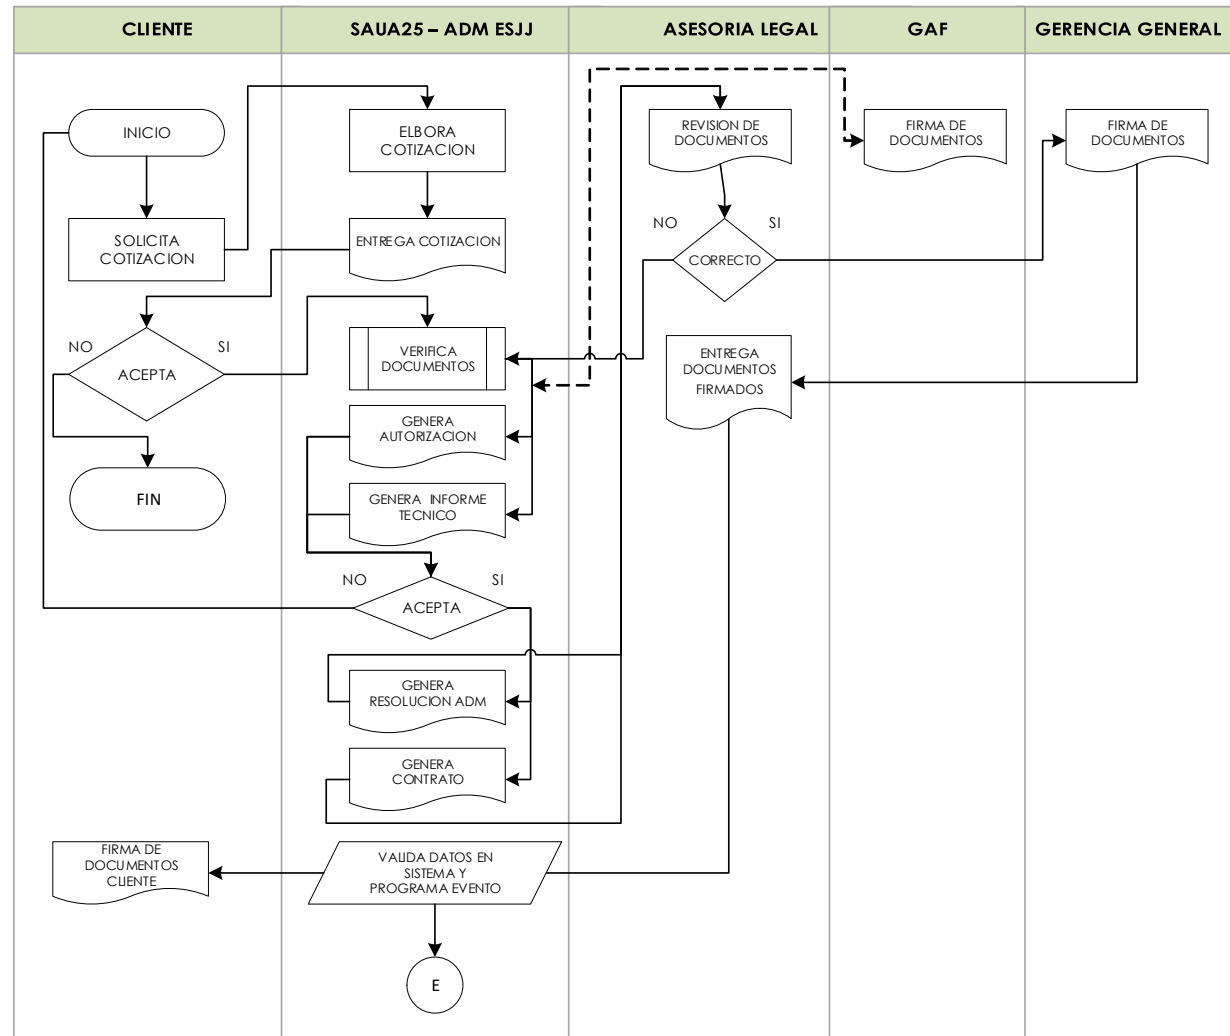 CLIENTE
SAUA25 – ADM ESJJ
ASESORIA LEGAL
GAF
GERENCIA GENERAL
INICIO
ELBORA
COTIZACION
REVISION DE
DOCUMENTOS
FIRMA DE
DOCUMENTOS
FIRMA DE
DOCUMENTOS
SOLICITA
COTIZACION
ENTREGA COTIZACION
NO
SI
CORRECTO
NO
SI
ACEPTA
VERIFICA
DOCUMENTOS
ENTREGA
DOCUMENTOS
FIRMADOS
GENERA
AUTORIZACION
FIN
GENERA INFORME
TECNICO
NO
SI
ACEPTA
GENERA
RESOLUCION ADM
GENERA
CONTRATO
FIRMA DE
DOCUMENTOS
CLIENTE
VALIDA DATOS EN
SISTEMA Y
PROGRAMA EVENTO
E